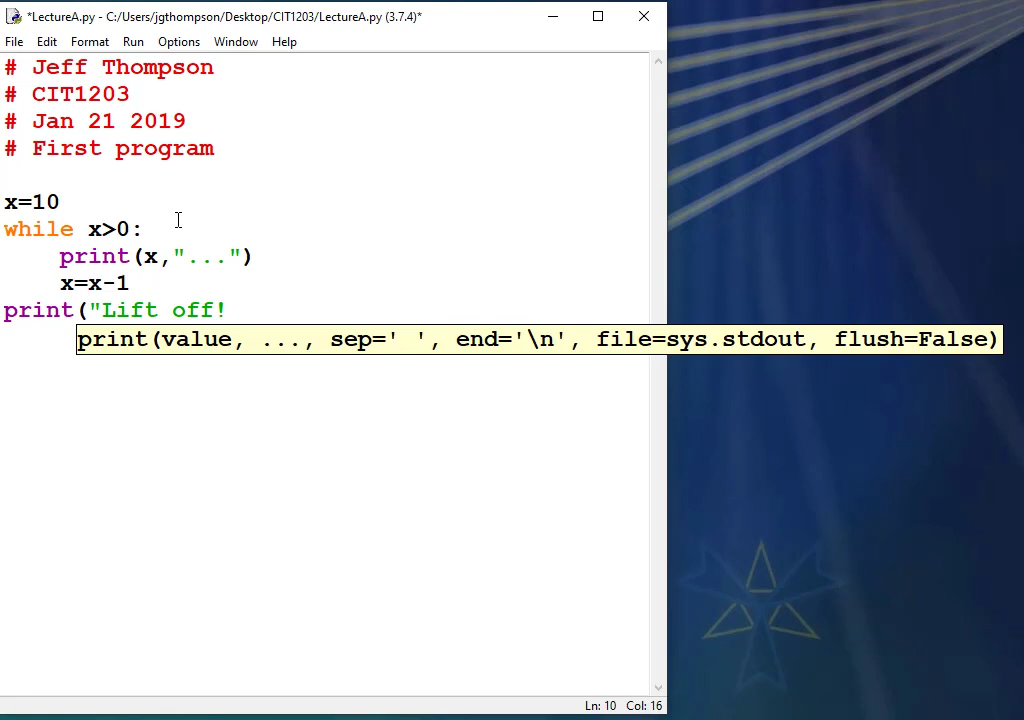 *LectureA.py - C:/Users/jgthompson/Desktop/CIT1203/LectureA.py (3.7.4)*
File Edit Format Run Options Window Help
# Jeff Thompson
# CIT1203
# Jan 21 2019
# First program
x=10
while x>0:
    print(x,"...")
    x=x-1
print("Lift off!
print(value, ..., sep=' ', end='\n', file=sys.stdout, flush=False)
Ln: 10 Col: 16